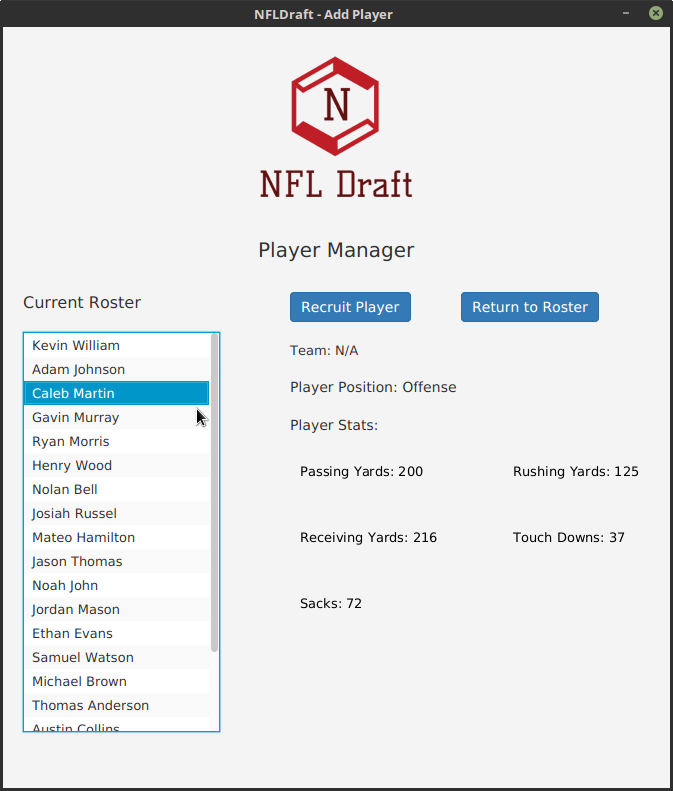 NFLDraft - Add Player
N
NFL Draft
Player Manager
Current Roster
Recruit Player
Return to Roster
Kevin William
Adam Johnson
Caleb Martin
Gavin Murray
Ryan Morris
Henry Wood
Nolan Bell
Josiah Russel
Mateo Hamilton
Jason Thomas
Noah John
Jordan Mason
Ethan Evans
Samuel Watson
Michael Brown
Thomas Anderson
Austin Collins
Team: N/A
Player Position: Offense
Player Stats:
Passing Yards: 200
Rushing Yards: 125
Receiving Yards: 216
Touch Downs: 37
Sacks: 72